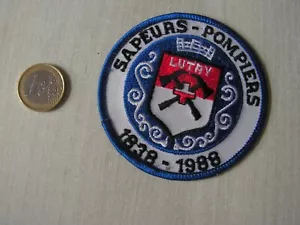 SAPEURS - POMPIERS
LUTRY
1838 - 1988